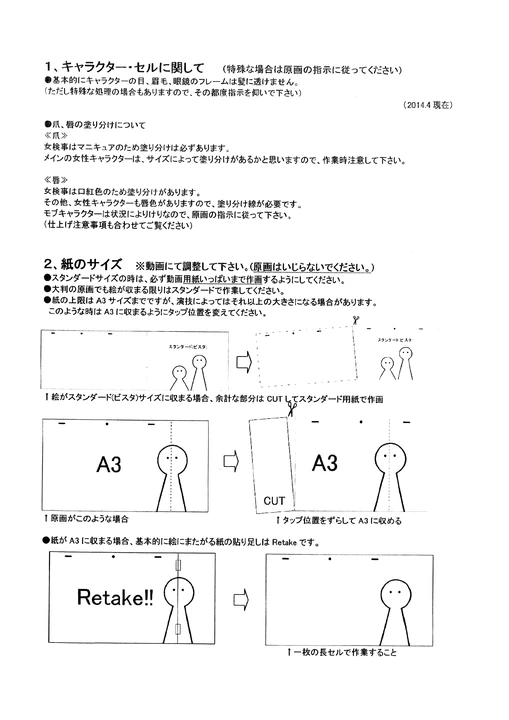 1、キャラクター・セルに関して　（特殊な場合は原画の指示に従ってください）
●基本的にキャラクターの目、眉毛、眼鏡のフレームは髪に透けません。
（ただし特殊な処理の場合もありますので、その都度指示を仰いで下さい）
（2014.4 現在）
●爪、唇の塗り分けについて
≪爪≫
女検事はマニキュアのため塗り分けは必ずあります。
メインの女性キャラクターは、サイズによって塗り分けがあるかと思いますので、作業時注意して下さい。
≪唇≫
女検事は口紅色のため塗り分けがあります。
その他、女性キャラクターも唇色がありますので、塗り分け線が必要です。
モブキャラクターは状況によりけりなので、原画の指示に従って下さい。
（仕上げ注意事項も合わせてご覧ください）
2、紙のサイズ　※動画にて調整して下さい。（原画はいじらないでください。）
●スタンダードサイズの時は、必ず動画用紙いっぱいまで作画するようにしてください。
●大判の原画でも絵が収まる限りはスタンダードで作業してください。
●紙の上限は A3 サイズまでですが、演技によってはそれ以上の大きさになる場合があります。
このような時は A3 に収まるようにタップ位置を変えてください。
スタンダード(ビスタ)
スタンダード(ビスタ)
↑絵がスタンダード(ビスタ)サイズに収まる場合、余計な部分は CUT してスタンダード用紙で作画
A3
A3
CUT
↑原画がこのような場合
↑タップ位置をずらして A3 に収める
●紙が A3 に収まる場合、基本的に絵にまたがる紙の貼り足しは Retake です。
Retake!!
↑一枚の長セルで作業すること